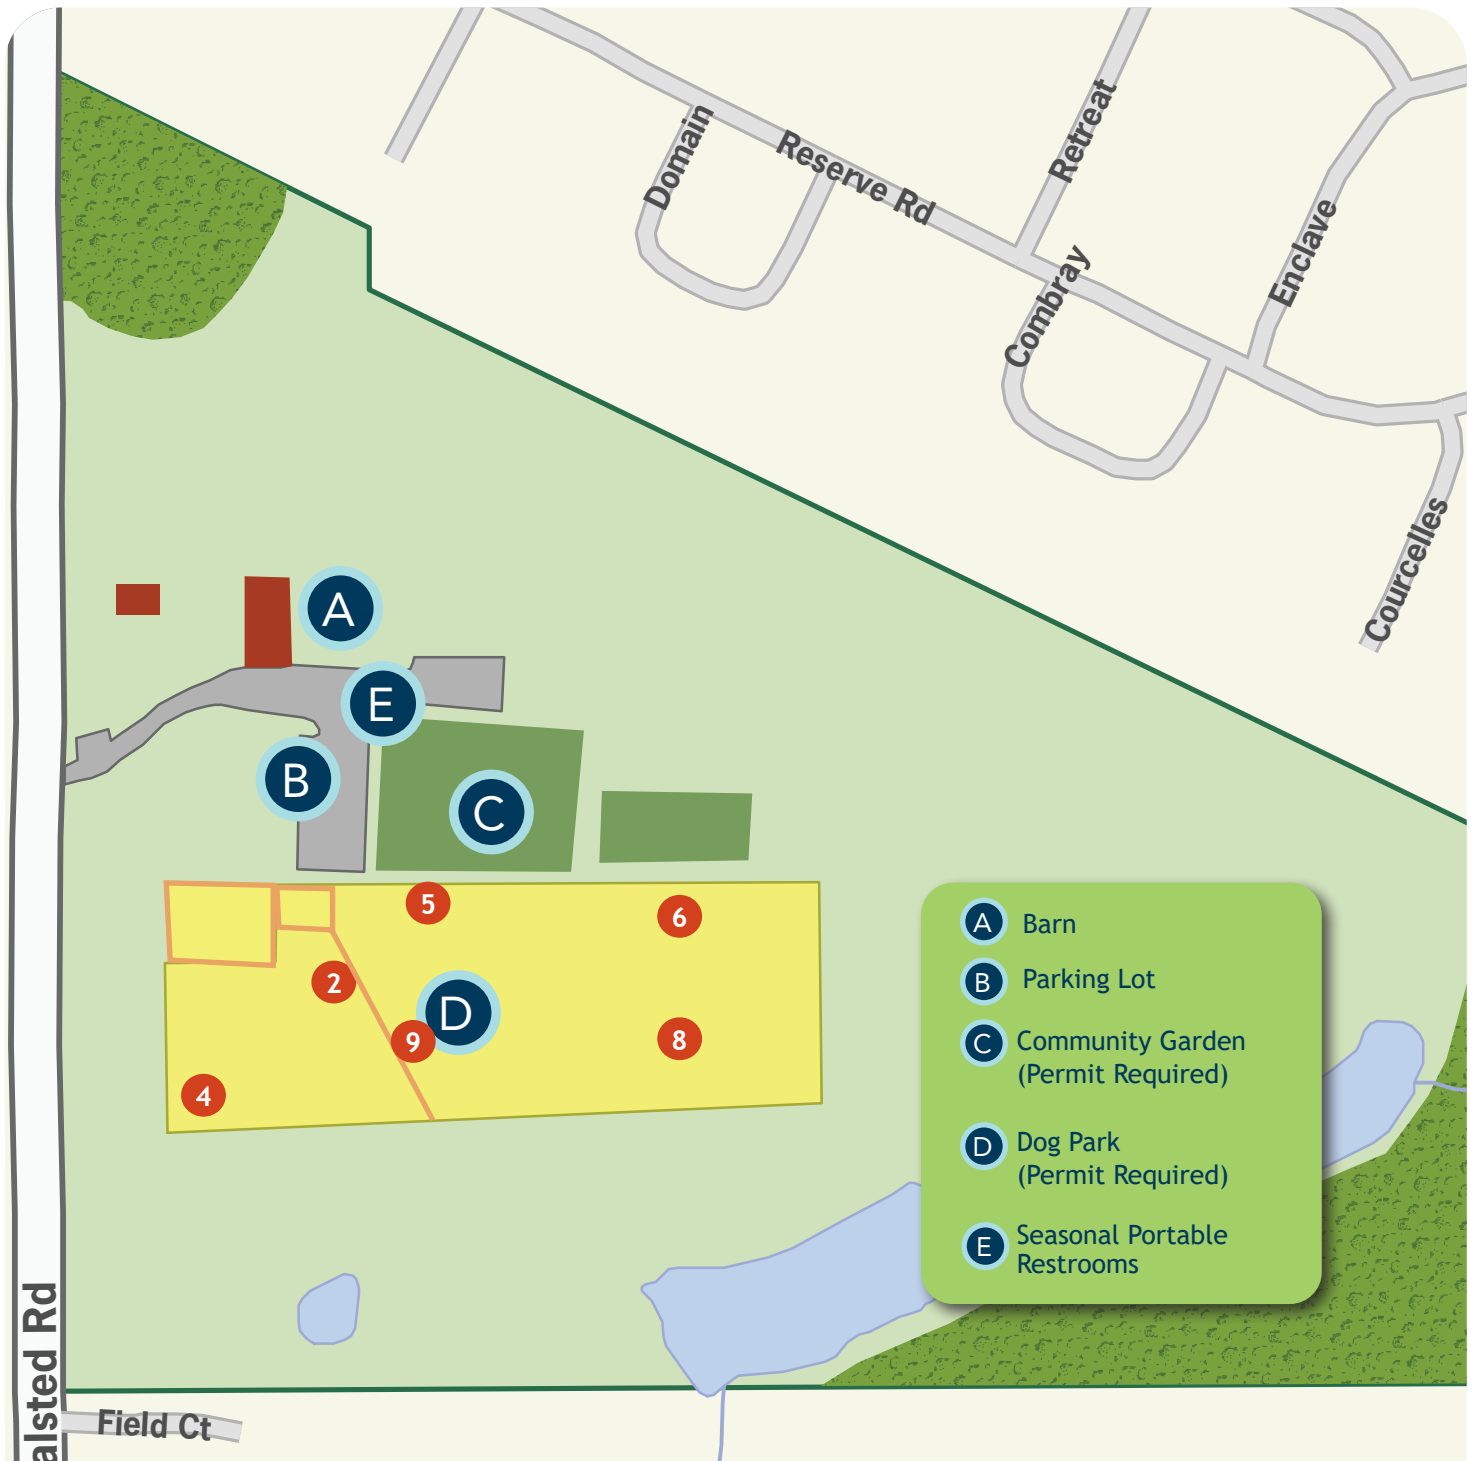 Domain
Reserve Rd
Retreat
Combray
Enclave
Courcelles
A
E
B
C
5
6
2
D
9
8
4
A Barn
B Parking Lot
C Community Garden
(Permit Required)
D Dog Park
(Permit Required)
E Seasonal Portable
Restrooms
alsted Rd
Field Ct